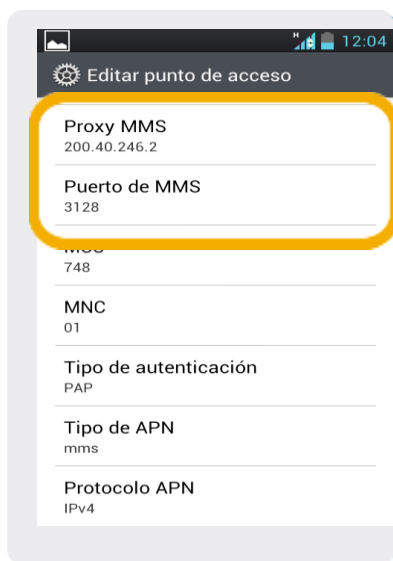 H 12:04
Editar punto de acceso
Proxy MMS
200.40.246.2
Puerto de MMS
3128
748
MNC
01
Tipo de autenticación
PAP
Tipo de APN
mms
Protocolo APN
IPv4